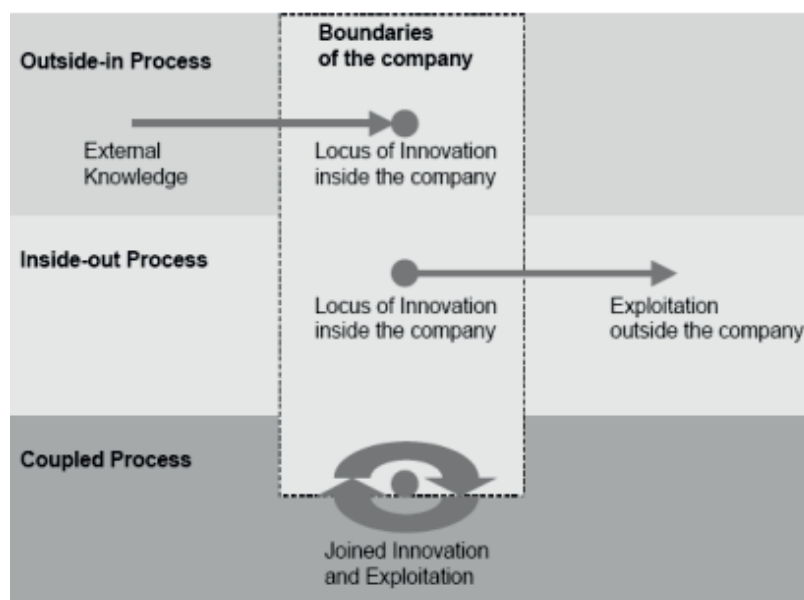 Boundaries
of the company
Outside-in Process
External
Knowledge
Locus of Innovation
inside the company
Inside-out Process
Locus of Innovation
inside the company
Exploitation
outside the company
Coupled Process
Joined Innovation
and Exploitation